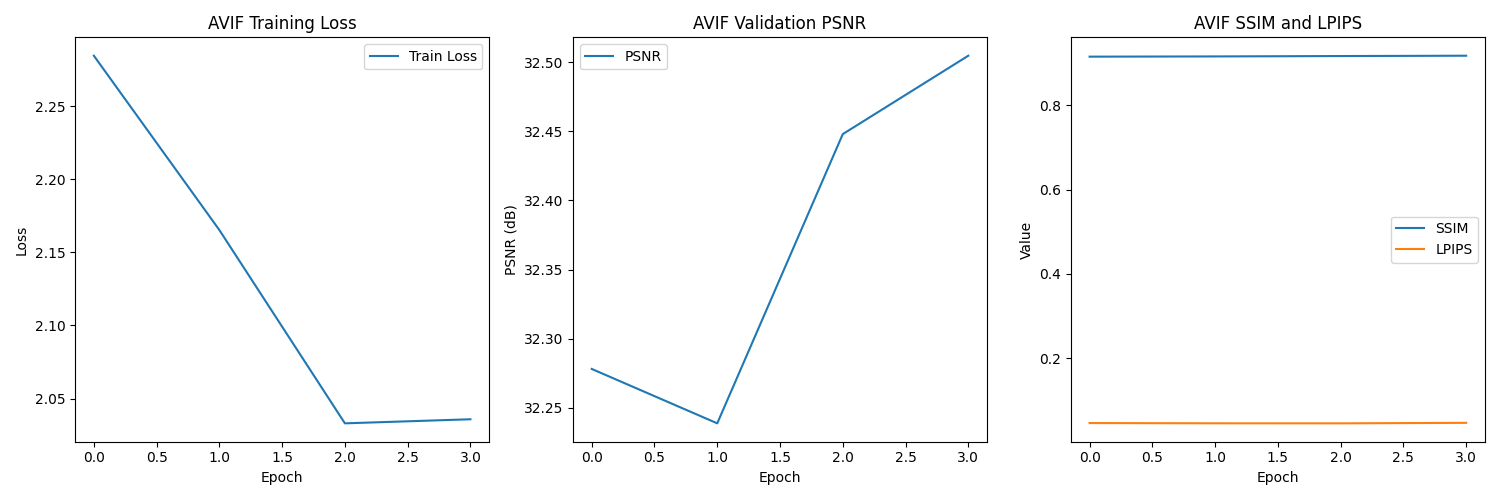 AVIF Training Loss
Train Loss
2.25
2.20
2.15
2.10
2.05
Loss
0.0 0.5 1.0 1.5 2.0 2.5 3.0
Epoch
AVIF Validation PSNR
PSNR
32.50
32.45
32.40
32.35
32.30
32.25
PSNR (dB)
0.0 0.5 1.0 1.5 2.0 2.5 3.0
Epoch
AVIF SSIM and LPIPS
0.8
0.6
0.4
0.2
Value
SSIM
LPIPS
0.0 0.5 1.0 1.5 2.0 2.5 3.0
Epoch